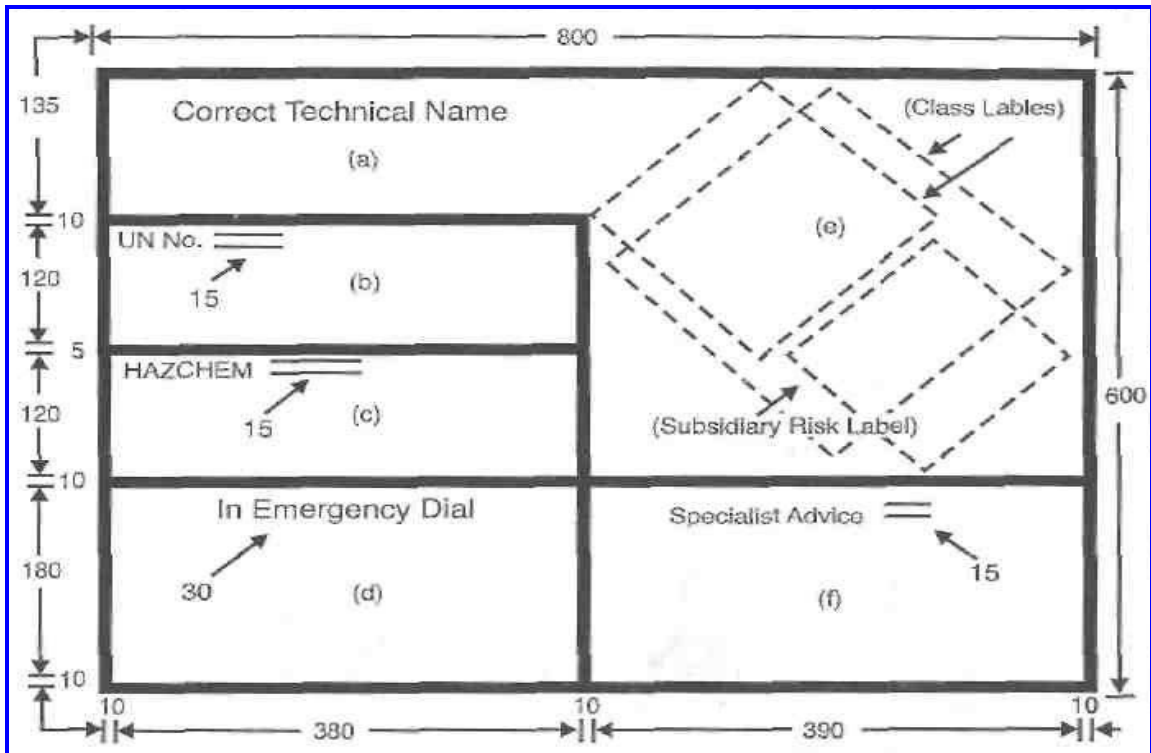 800
135
Correct Technical Name
(Class Lables)
(a)
10
(e)
UN No.
120
(b)
15
5
HAZCHEM
120
(c)
15
600
(Subsidiary Risk Label)
10
In Emergency Dial
Specialist Advice
180
30
(d)
15
(f)
10
10
10
10
380
390